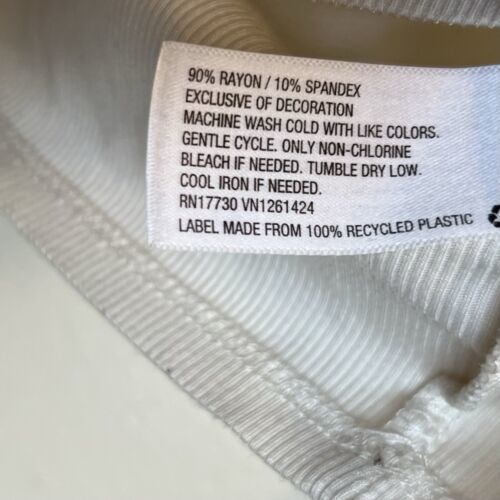 90% RAYON / 10% SPANDEX
EXCLUSIVE OF DECORATION
MACHINE WASH COLD WITH LIKE COLORS.
GENTLE CYCLE. ONLY NON-CHLORINE
BLEACH IF NEEDED. TUMBLE DRY LOW.
COOL IRON IF NEEDED.
RN17730 VN1261424
LABEL MADE FROM 100% RECYCLED PLASTIC